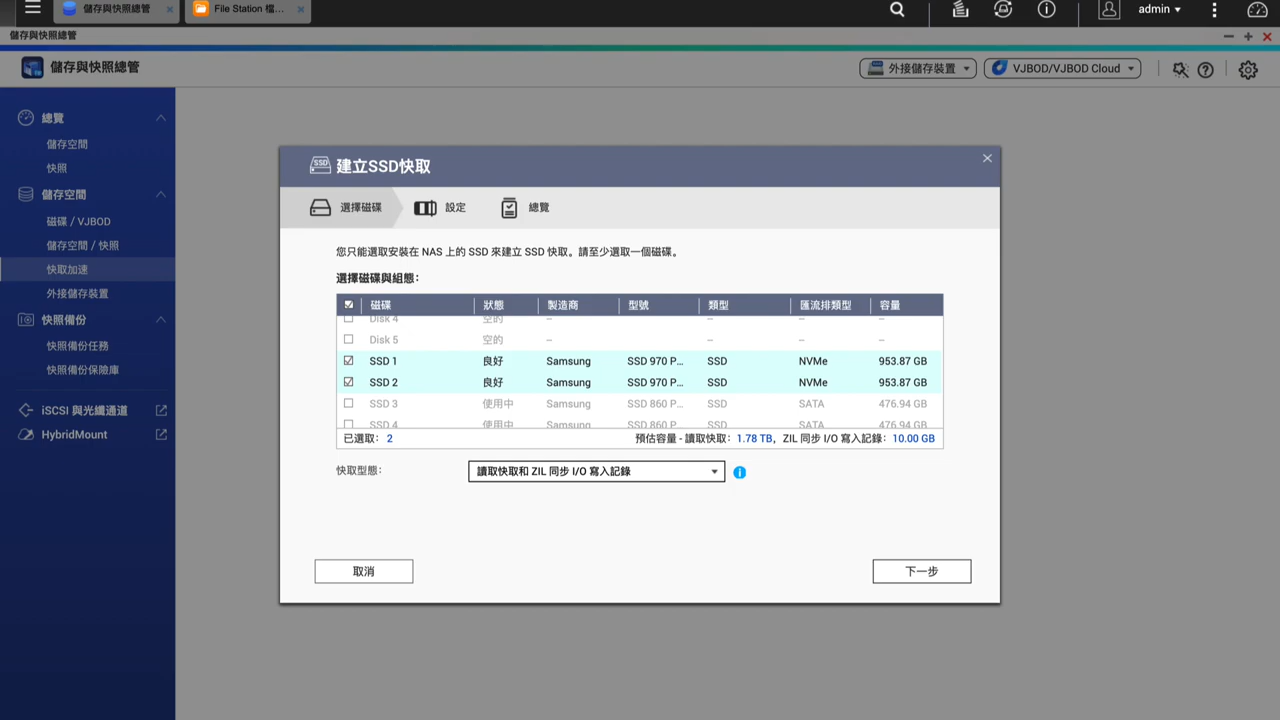 儲存與快照總管
File Station 檔...
admin
儲存與快照總管
儲存與快照總管
外接儲存裝置
VJBOD/VJBOD Cloud
總覽
儲存空間
快照
儲存空間
磁碟 / VJBOD
儲存空間 / 快照
快取加速
外接儲存裝置
快照備份
快照備份任務
快照備份保險庫
iSCSI 與光纖通道
HybridMount
SSD
建立SSD快取
選擇磁碟
設定
總覽
您只能選取安裝在 NAS 上的 SSD 來建立 SSD 快取。請至少選取一個磁碟。
選擇磁碟與組態：
磁碟 狀態 製造商 型號 類型 匯流排類型 容量
Disk 4 空的 -- -- -- --
Disk 5 空的 -- -- -- --
SSD 1 良好 Samsung SSD 970 P... SSD NVMe 953.87 GB
SSD 2 良好 Samsung SSD 970 P... SSD NVMe 953.87 GB
SSD 3 使用中 Samsung SSD 860 P... SSD SATA 476.94 GB
SSD 4 使用中 Samsung SSD 860 P... SSD SATA 476.94 GB
已選取： 2
預估容量 - 讀取快取： 1.78 TB， ZIL 同步 I/O 寫入記錄： 10.00 GB
快取型態：
讀取快取和 ZIL 同步 I/O 寫入記錄
取消
下一步